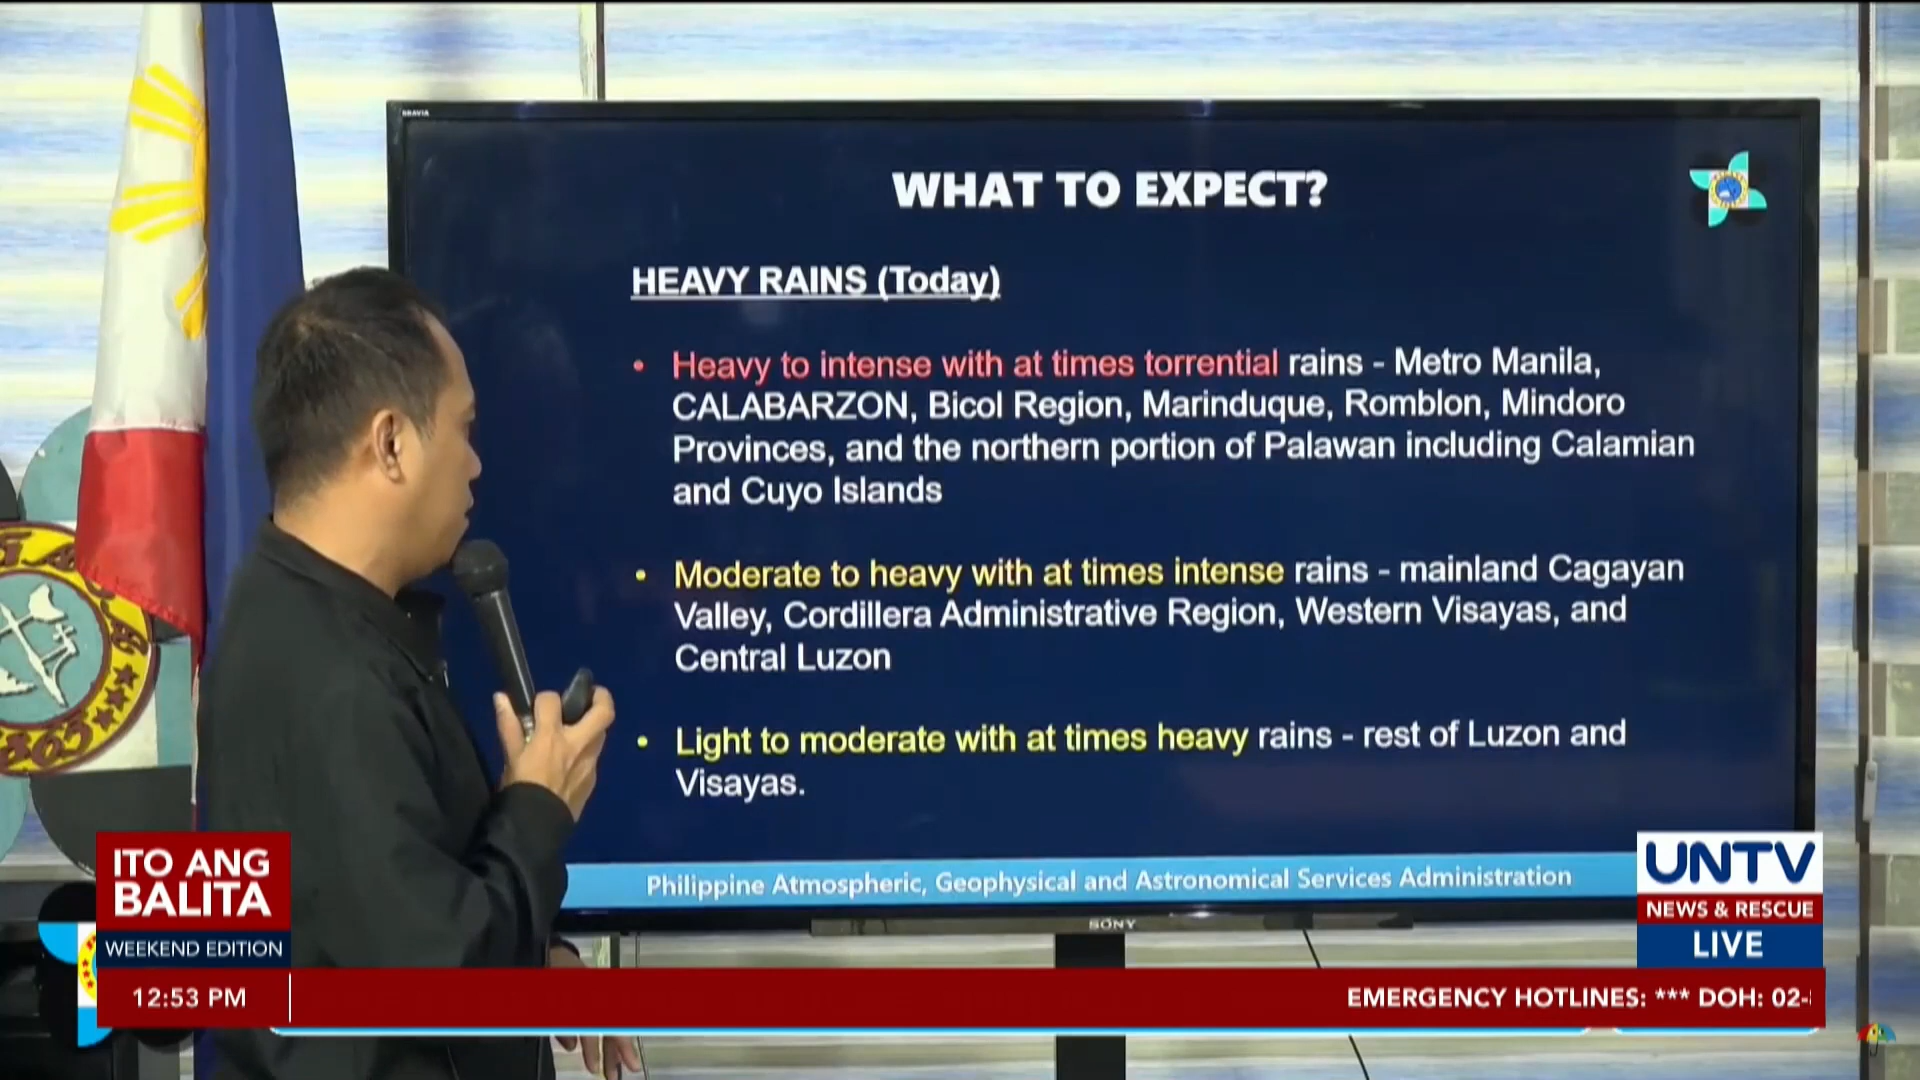 BRAVIA
WHAT TO EXPECT?
HEAVY RAINS (Today)
• Heavy to intense with at times torrential rains - Metro Manila,
CALABARZON, Bicol Region, Marinduque, Romblon, Mindoro
Provinces, and the northern portion of Palawan including Calamian
and Cuyo Islands
• Moderate to heavy with at times intense rains - mainland Cagayan
Valley, Cordillera Administrative Region, Western Visayas, and
Central Luzon
• Light to moderate with at times heavy rains - rest of Luzon and
Visayas.
Philippine Atmospheric, Geophysical and Astronomical Services Administration
SONY
365
ITO ANG
BALITA
WEEKEND EDITION
12:53 PM
UNTV
NEWS & RESCUE
LIVE
EMERGENCY HOTLINES: *** DOH: 02-